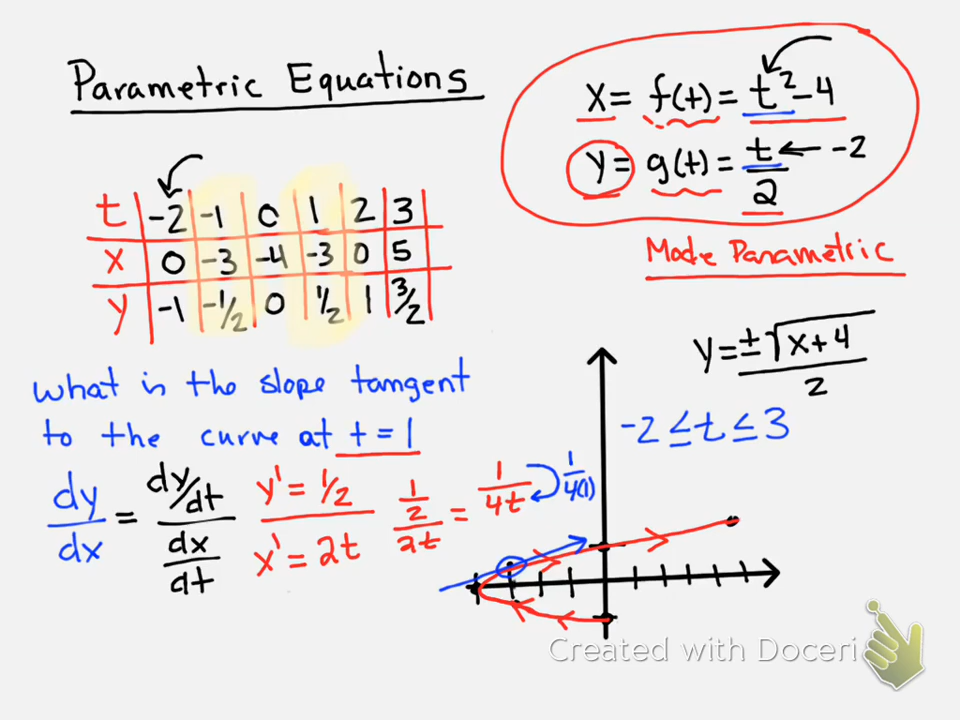 Parametric Equations
x = f(t) = t² - 4
y = g(t) = t/2 ← -2
Mode Parametric
t | -2 | -1 | 0 | 1 | 2 | 3
x | 0 | -3 | -4 | -3 | 0 | 5
y | -1 | -1/2 | 0 | 1/2 | 1 | 3/2
y = ±√(x+4) / 2
-2 ≤ t ≤ 3
what is the slope tangent
to the curve at t = 1
dy/dx = (dy/dt)/(dx/dt) y' = 1/2 / x' = 2t (1/2)/(2t) = 1/(4t) 1/4(1)
Created with Doceri